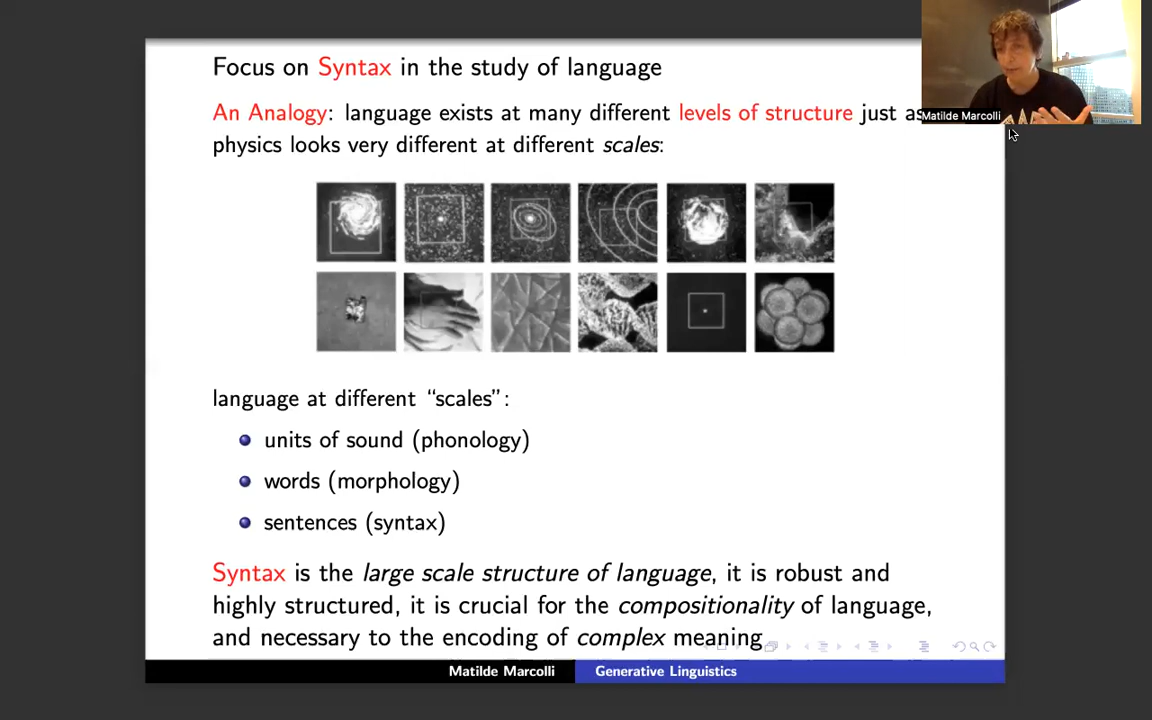 Focus on Syntax in the study of language
An Analogy: language exists at many different levels of structure just as
physics looks very different at different scales:
Matilde Marcolli
language at different “scales”:
units of sound (phonology)
words (morphology)
sentences (syntax)
Syntax is the large scale structure of language, it is robust and
highly structured, it is crucial for the compositionality of language,
and necessary to the encoding of complex meaning
Matilde Marcolli
Generative Linguistics